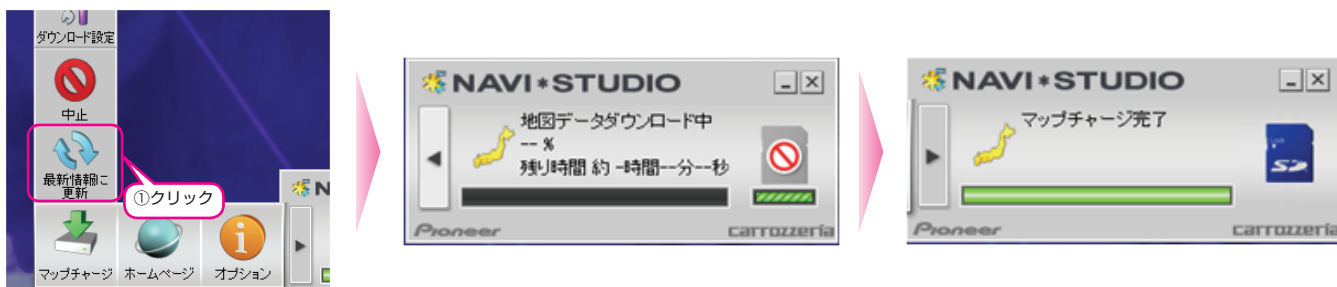 ダウンロード設定
中止
最新情報に
更新
①クリック
マップチャージ
ホームページ
オプション
N
NAVI*STUDIO
地図データダウンロード中
-- %
残り時間 約 -時間--分--秒
Pioneer
carrozzeria
NAVI*STUDIO
マップチャージ完了
SD
Pioneer
carrozzeria